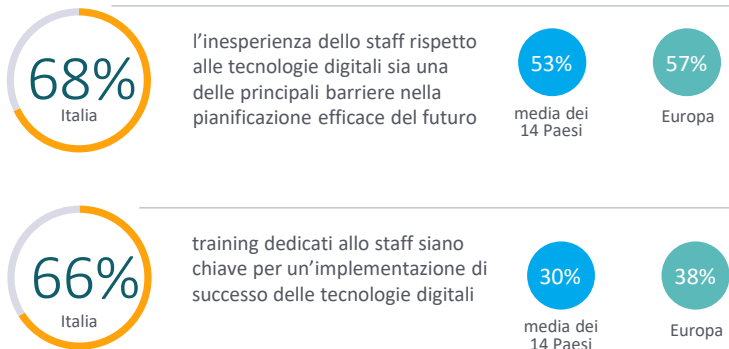 68%
Italia
l'inesperienza dello staff rispetto
alle tecnologie digitali sia una
delle principali barriere nella
pianificazione efficace del futuro
53%
media dei
14 Paesi
57%
Europa
66%
Italia
training dedicati allo staff siano
chiave per un'implementazione di
successo delle tecnologie digitali
30%
media dei
14 Paesi
38%
Europa